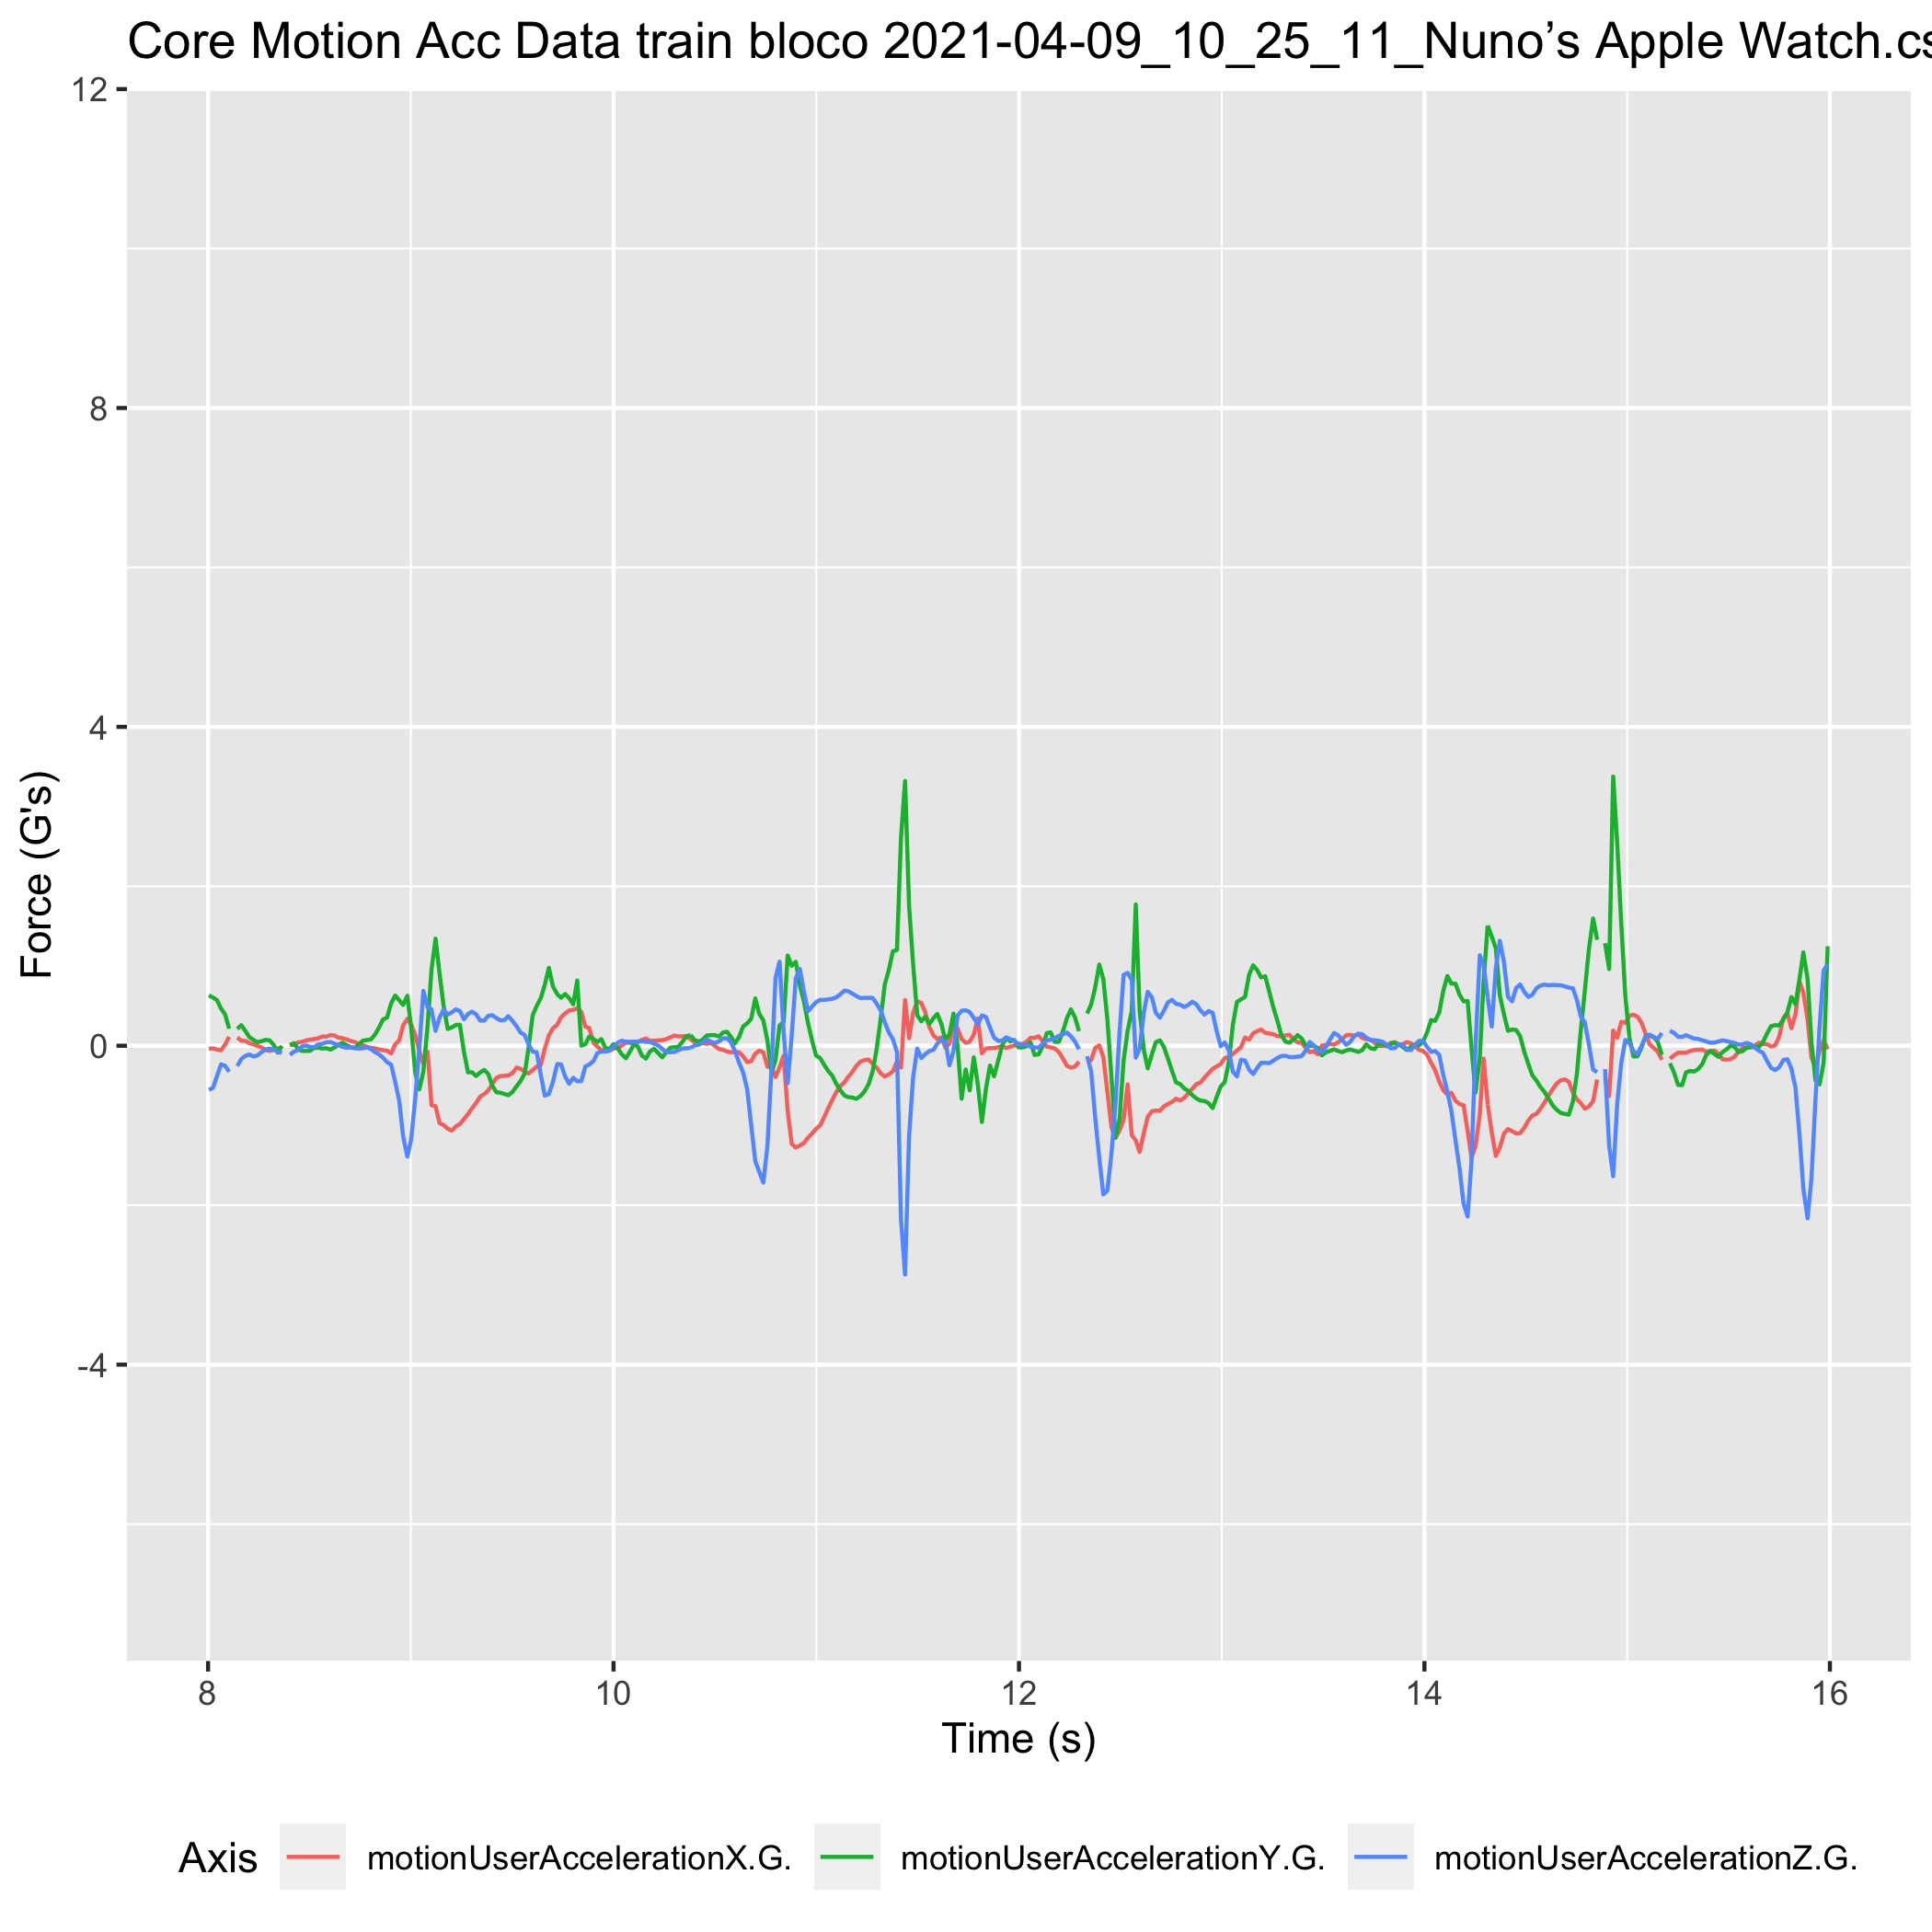 Core Motion Acc Data train bloco 2021-04-09_10_25_11_Nuno’s Apple Watch.cs
12
8
4
0
-4
Force (G's)
8 10 12 14 16
Time (s)
Axis motionUserAccelerationX.G. motionUserAccelerationY.G. motionUserAccelerationZ.G.